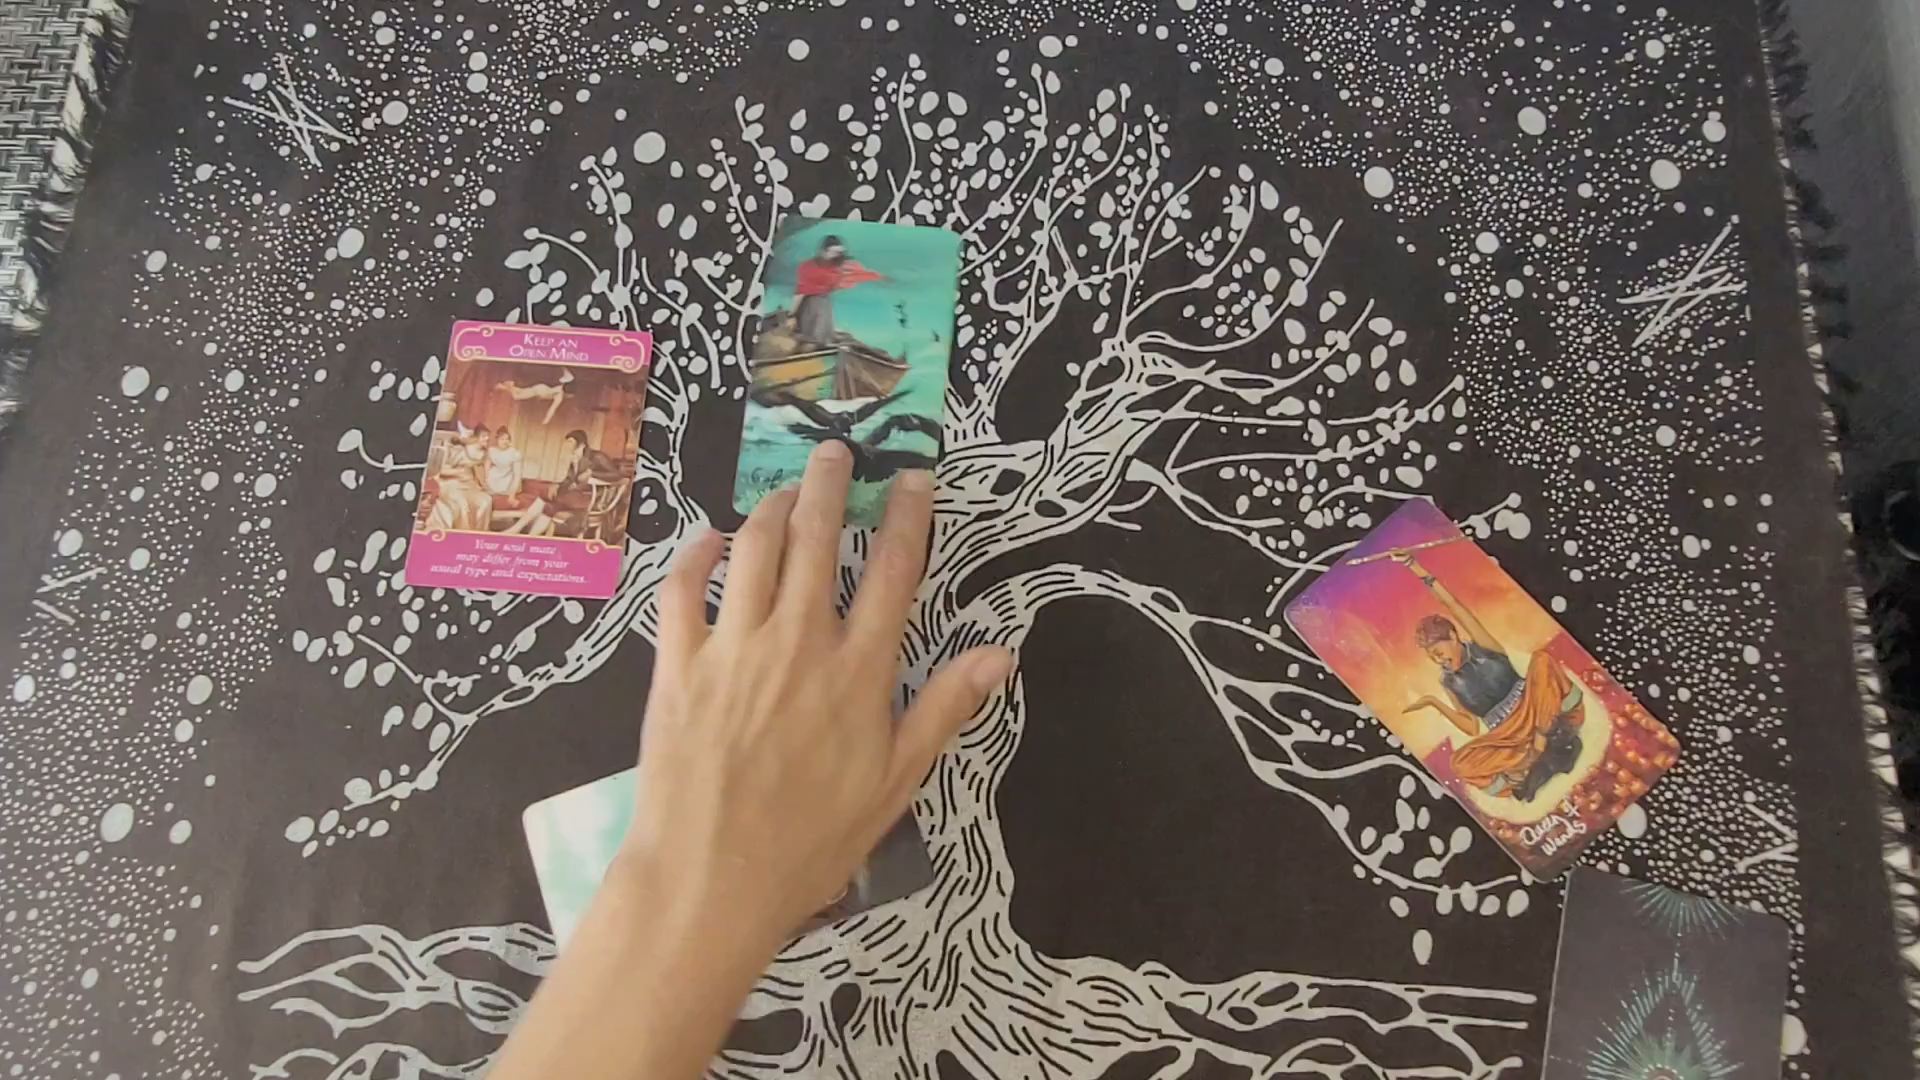 KEEP AN
OPEN MIND
Your soul mate
may differ from your
usual type and expectations.
Queen of
Wands